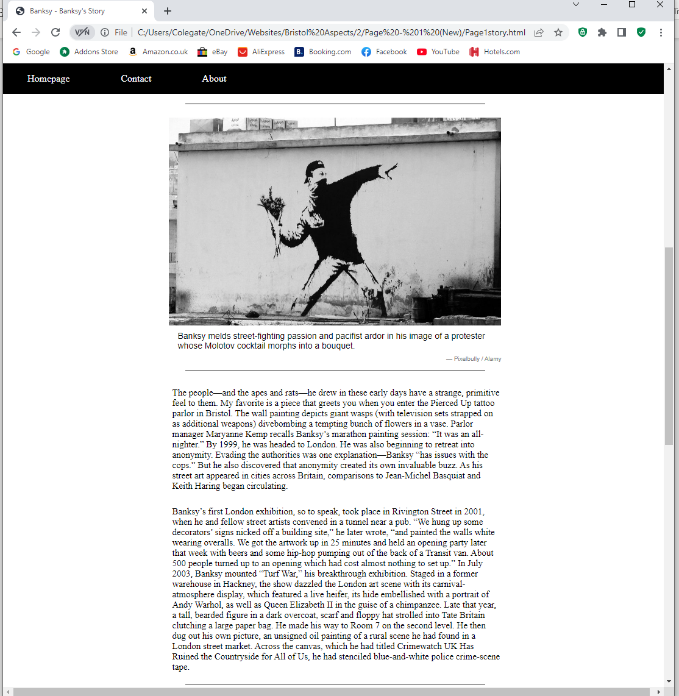 Banksy - Banksy's Story
VPN File C:/Users/Colegate/OneDrive/Websites/Bristol%20Aspects/2/Page%20-%201%20(New)/Page1story.html
Google Addons Store Amazon.co.uk eBay AliExpress Booking.com Facebook YouTube Hotels.com
Homepage Contact About
Banksy melds street-fighting passion and pacifist ardor in his image of a protester
whose Molotov cocktail morphs into a bouquet.
— Pixelbully / Alamy
The people—and the apes and rats—he drew in these early days have a strange, primitive
feel to them. My favorite is a piece that greets you when you enter the Pierced Up tattoo
parlor in Bristol. The wall painting depicts giant wasps (with television sets strapped on
as additional weapons) divebombing a tempting bunch of flowers in a vase. Parlor
manager Maryanne Kemp recalls Banksy's marathon painting session: “It was an all-
nighter.” By 1999, he was headed to London. He was also beginning to retreat into
anonymity. Evading the authorities was one explanation—Banksy “has issues with the
cops.” But he also discovered that anonymity created its own invaluable buzz. As his
street art appeared in cities across Britain, comparisons to Jean-Michel Basquiat and
Keith Haring began circulating.
Banksy's first London exhibition, so to speak, took place in Rivington Street in 2001,
when he and fellow street artists convened in a tunnel near a pub. “We hung up some
decorators' signs nicked off a building site,” he later wrote, “and painted the walls white
wearing overalls. We got the artwork up in 25 minutes and held an opening party later
that week with beers and some hip-hop pumping out of the back of a Transit van. About
500 people turned up to an opening which had cost almost nothing to set up.” In July
2003, Banksy mounted “Turf War,” his breakthrough exhibition. Staged in a former
warehouse in Hackney, the show dazzled the London art scene with its carnival-
atmosphere display, which featured a live heifer, its hide embellished with a portrait of
Andy Warhol, as well as Queen Elizabeth II in the guise of a chimpanzee. Late that year,
a tall, bearded figure in a dark overcoat, scarf and floppy hat strolled into Tate Britain
clutching a large paper bag. He made his way to Room 7 on the second level. He then
dug out his own picture, an unsigned oil painting of a rural scene he had found in a
London street market. Across the canvas, which he had titled Crimewatch UK Has
Ruined the Countryside for All of Us, he had stenciled blue-and-white police crime-scene
tape.